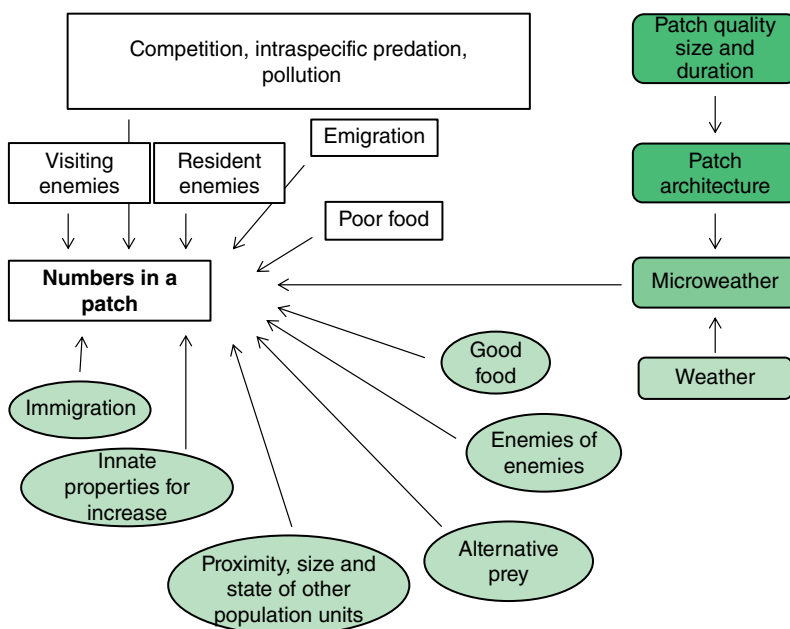 Competition, intraspecific predation,
pollution
Patch quality
size and
duration
Emigration
Visiting
enemies
Resident
enemies
Patch
architecture
Poor food
Numbers in a
patch
Microweather
Good
food
Weather
Immigration
Enemies of
enemies
Innate
properties for
increase
Alternative
prey
Proximity, size and
state of other
population units